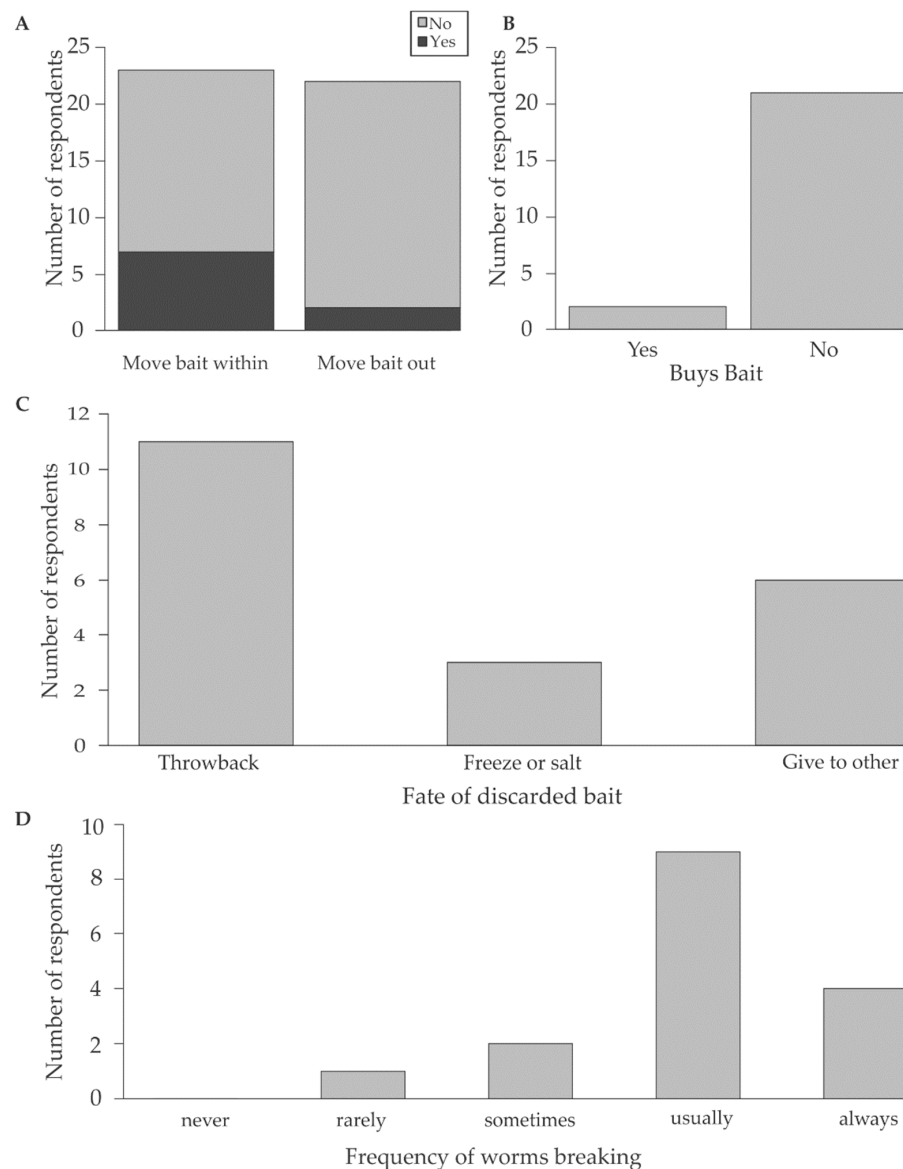 A
No
Yes
25
20
15
10
5
0
Number of respondents
Move bait within
Move bait out
B
25
20
15
10
5
0
Number of respondents
Yes
No
Buys Bait
C
12
10
8
6
4
2
0
Number of respondents
Throwback
Freeze or salt
Give to other
Fate of discarded bait
D
10
8
6
4
2
0
Number of respondents
never
rarely
sometimes
usually
always
Frequency of worms breaking